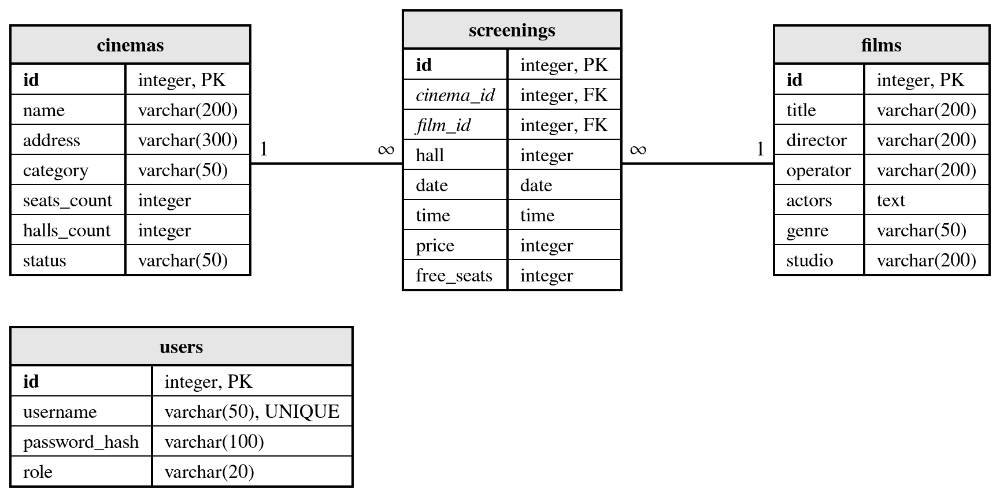 cinemas
id integer, PK
name varchar(200)
address varchar(300)
category varchar(50)
seats_count integer
halls_count integer
status varchar(50)
1 ∞
screenings
id integer, PK
cinema_id integer, FK
film_id integer, FK
hall integer
date date
time time
price integer
free_seats integer
∞ 1
films
id integer, PK
title varchar(200)
director varchar(200)
operator varchar(200)
actors text
genre varchar(50)
studio varchar(200)
users
id integer, PK
username varchar(50), UNIQUE
password_hash varchar(100)
role varchar(20)